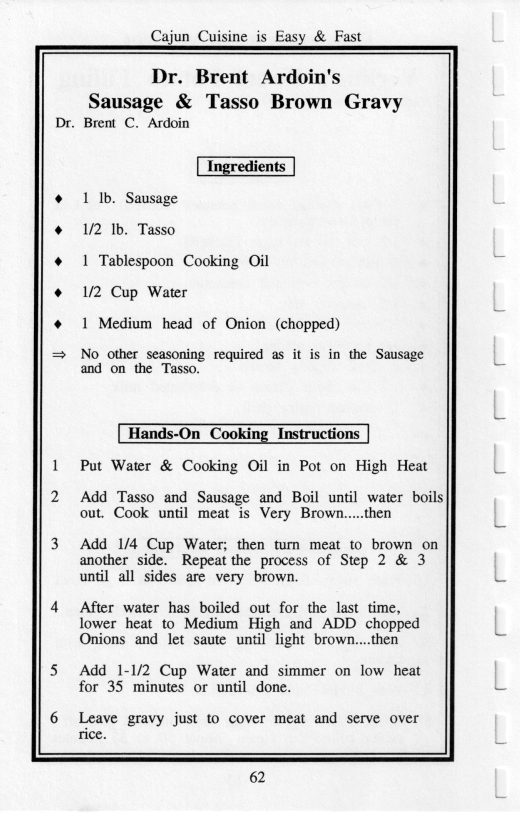 Cajun Cuisine is Easy & Fast
Dr. Brent Ardoin's
Sausage & Tasso Brown Gravy
Dr. Brent C. Ardoin
Ingredients
♦ 1 lb. Sausage
♦ 1/2 lb. Tasso
♦ 1 Tablespoon Cooking Oil
♦ 1/2 Cup Water
♦ 1 Medium head of Onion (chopped)
⇒ No other seasoning required as it is in the Sausage
and on the Tasso.
Hands-On Cooking Instructions
1 Put Water & Cooking Oil in Pot on High Heat
2 Add Tasso and Sausage and Boil until water boils
out. Cook until meat is Very Brown.....then
3 Add 1/4 Cup Water; then turn meat to brown on
another side. Repeat the process of Step 2 & 3
until all sides are very brown.
4 After water has boiled out for the last time,
lower heat to Medium High and ADD chopped
Onions and let saute until light brown....then
5 Add 1-1/2 Cup Water and simmer on low heat
for 35 minutes or until done.
6 Leave gravy just to cover meat and serve over
rice.
62